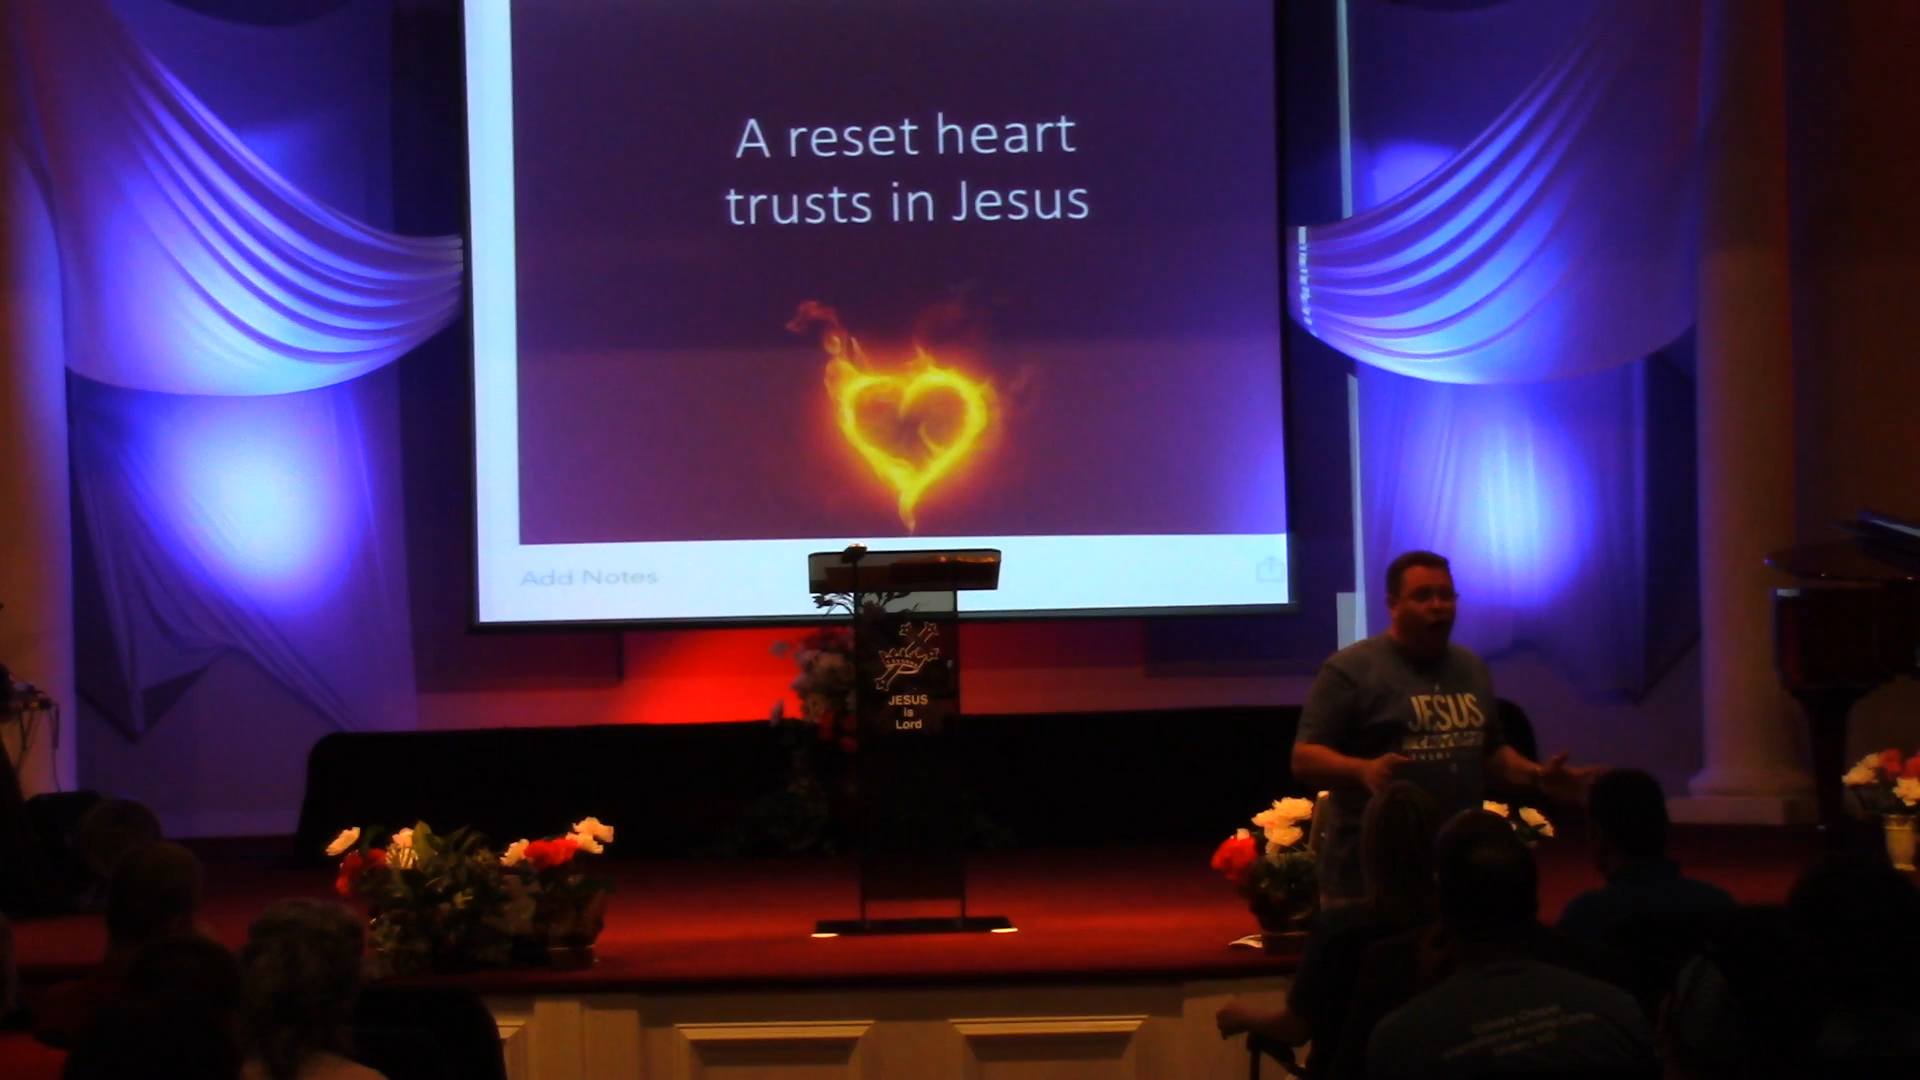 A reset heart
trusts in Jesus
Add Notes
JESUS
is
Lord
JESUS